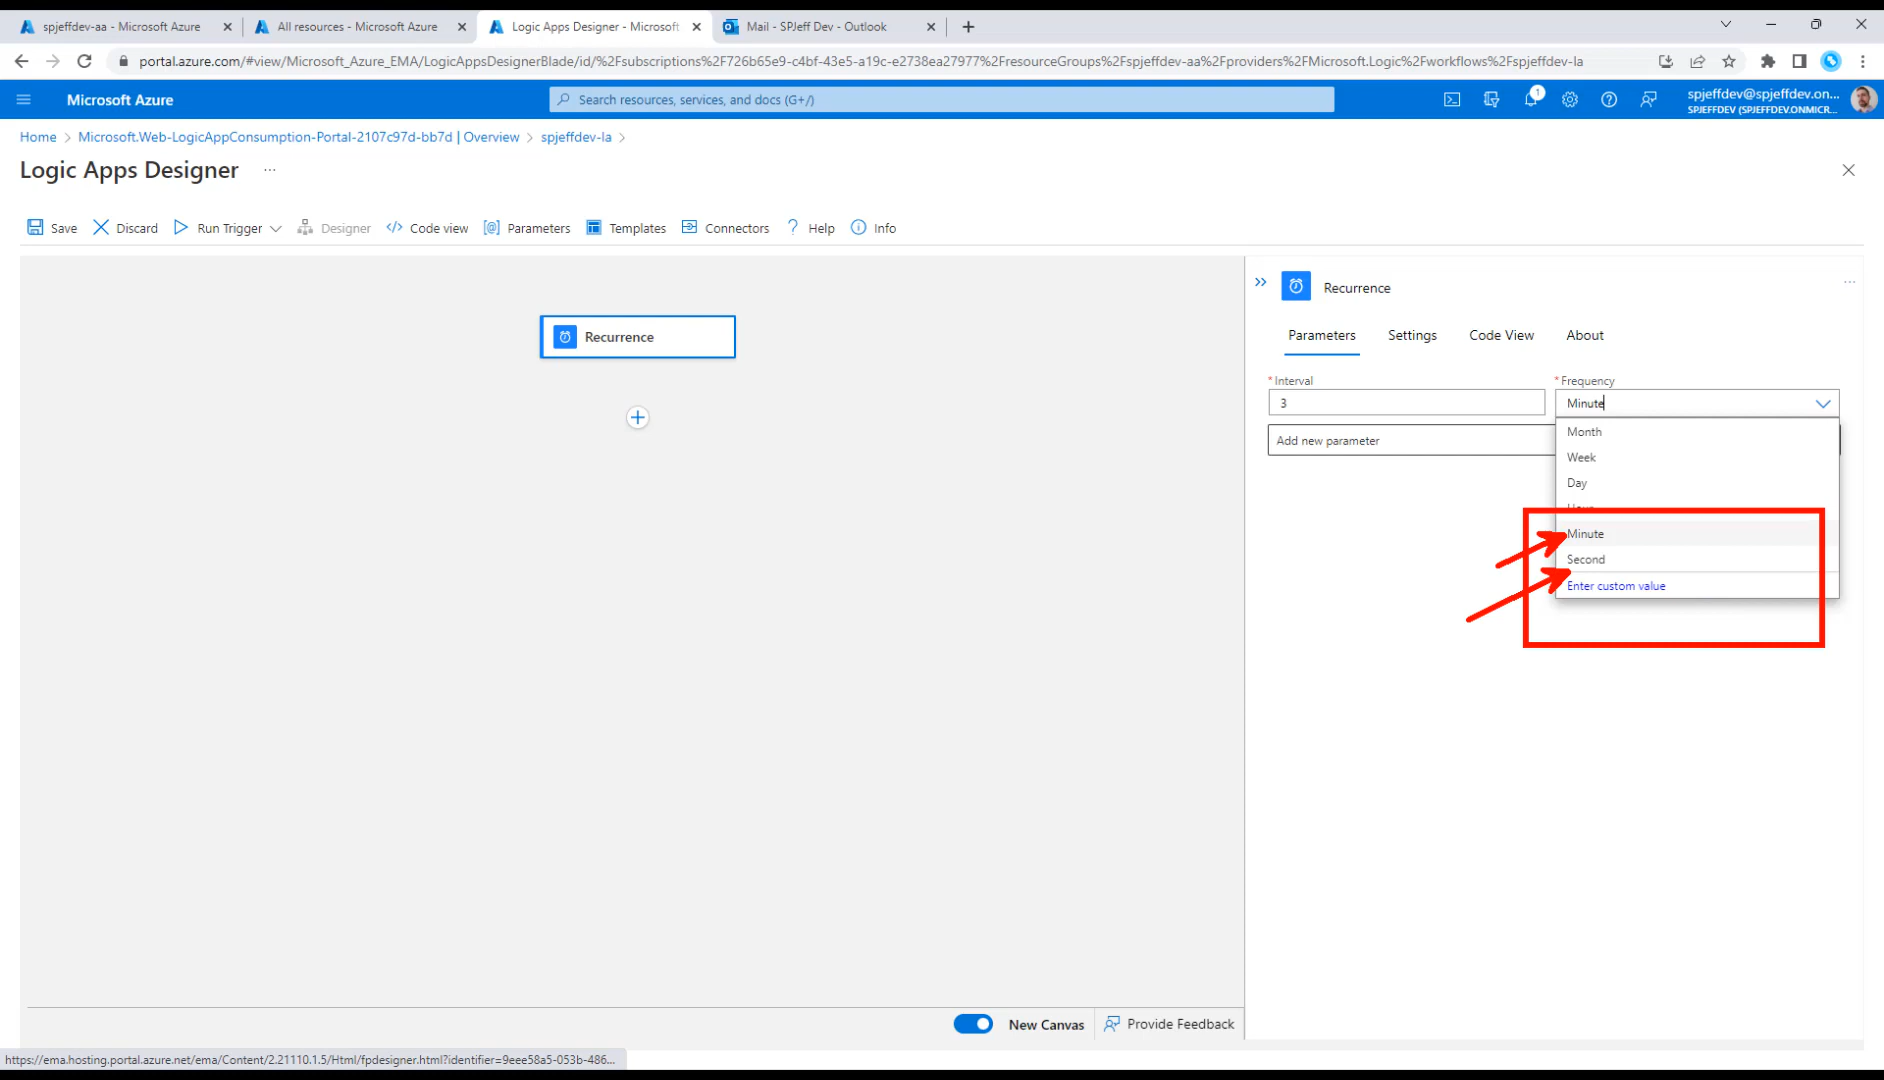 spjeffdev-aa - Microsoft Azure
All resources - Microsoft Azure
Logic Apps Designer - Microsoft
Mail - SPJeff Dev - Outlook
portal.azure.com/#view/Microsoft_Azure_EMA/LogicAppsDesignerBlade/id/%2Fsubscriptions%2F726b65e9-c4bf-43e5-a19c-e2738ea27977%2FresourceGroups%2Fspjeffdev-aa%2Fproviders%2FMicrosoft.Logic%2Fworkflows%2Fspjeffdev-la
Microsoft Azure
Search resources, services, and docs (G+/)
1
spjeffdev@spjeffdev.on...
SPJEFFDEV (SPJEFFDEV.ONMICR...
Home > Microsoft.Web-LogicAppConsumption-Portal-2107c97d-bb7d | Overview > spjeffdev-la >
Logic Apps Designer ...
Save Discard Run Trigger Designer Code view Parameters Templates Connectors Help Info
Recurrence
Recurrence
Parameters Settings Code View About
* Interval
3
* Frequency
Minute
Add new parameter
Month
Week
Day
Hour
Minute
Second
Enter custom value
New Canvas
Provide Feedback
https://ema.hosting.portal.azure.net/ema/Content/2.21110.1.5/Html/fpdesigner.html?identifier=9eee58a5-053b-486...